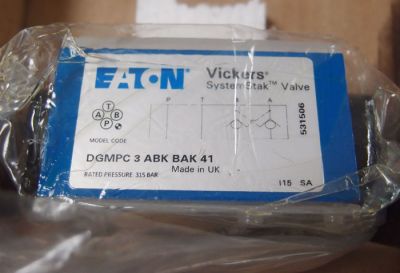 EATON
Vickers®
SystemStak™ Valve
P T B A
T
A B
P
MODEL CODE
DGMPC 3 ABK BAK 41
Made in UK
RATED PRESSURE 315 BAR
531506
I15 SA